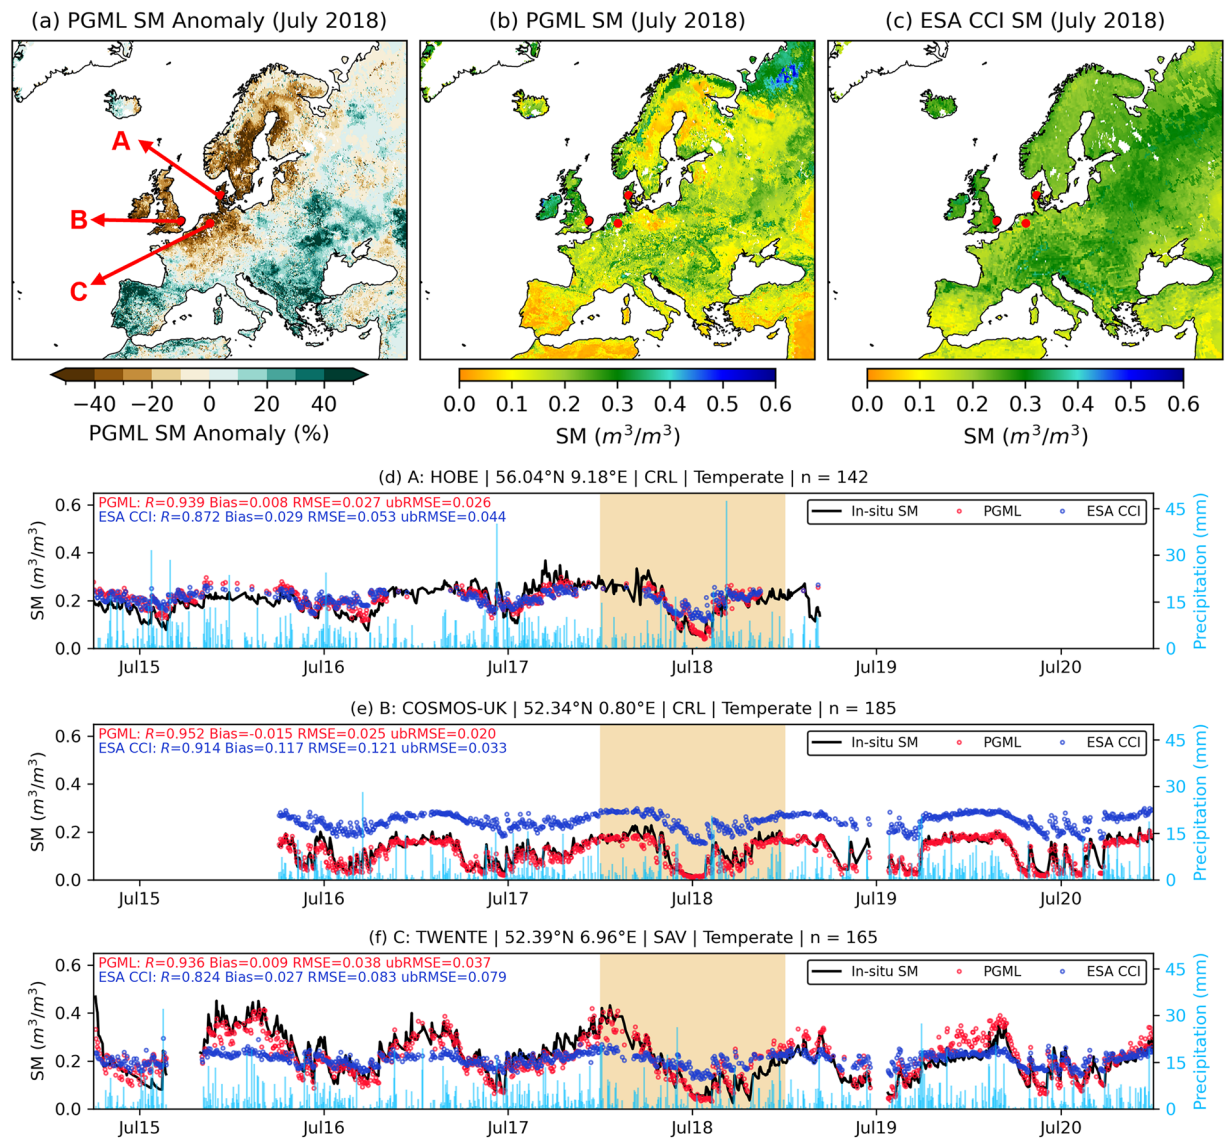 (a) PGML SM Anomaly (July 2018)
(b) PGML SM (July 2018)
(c) ESA CCI SM (July 2018)
A
B
C
−40 −20 0 20 40
PGML SM Anomaly (%)
0.0 0.1 0.2 0.3 0.4 0.5 0.6
SM (m³/m³)
0.0 0.1 0.2 0.3 0.4 0.5 0.6
SM (m³/m³)
(d) A: HOBE | 56.04°N 9.18°E | CRL | Temperate | n = 142
PGML: R=0.939 Bias=0.008 RMSE=0.027 ubRMSE=0.026
ESA CCI: R=0.872 Bias=0.029 RMSE=0.053 ubRMSE=0.044
In-situ SM PGML ESA CCI
SM (m³/m³)
0.6
0.4
0.2
0.0
45
30
15
0
Precipitation (mm)
Jul15 Jul16 Jul17 Jul18 Jul19 Jul20
(e) B: COSMOS-UK | 52.34°N 0.80°E | CRL | Temperate | n = 185
PGML: R=0.952 Bias=-0.015 RMSE=0.025 ubRMSE=0.020
ESA CCI: R=0.914 Bias=0.117 RMSE=0.121 ubRMSE=0.033
In-situ SM PGML ESA CCI
SM (m³/m³)
0.6
0.4
0.2
0.0
45
30
15
0
Precipitation (mm)
Jul15 Jul16 Jul17 Jul18 Jul19 Jul20
(f) C: TWENTE | 52.39°N 6.96°E | SAV | Temperate | n = 165
PGML: R=0.936 Bias=0.009 RMSE=0.038 ubRMSE=0.037
ESA CCI: R=0.824 Bias=0.027 RMSE=0.083 ubRMSE=0.079
In-situ SM PGML ESA CCI
SM (m³/m³)
0.6
0.4
0.2
0.0
45
30
15
0
Precipitation (mm)
Jul15 Jul16 Jul17 Jul18 Jul19 Jul20